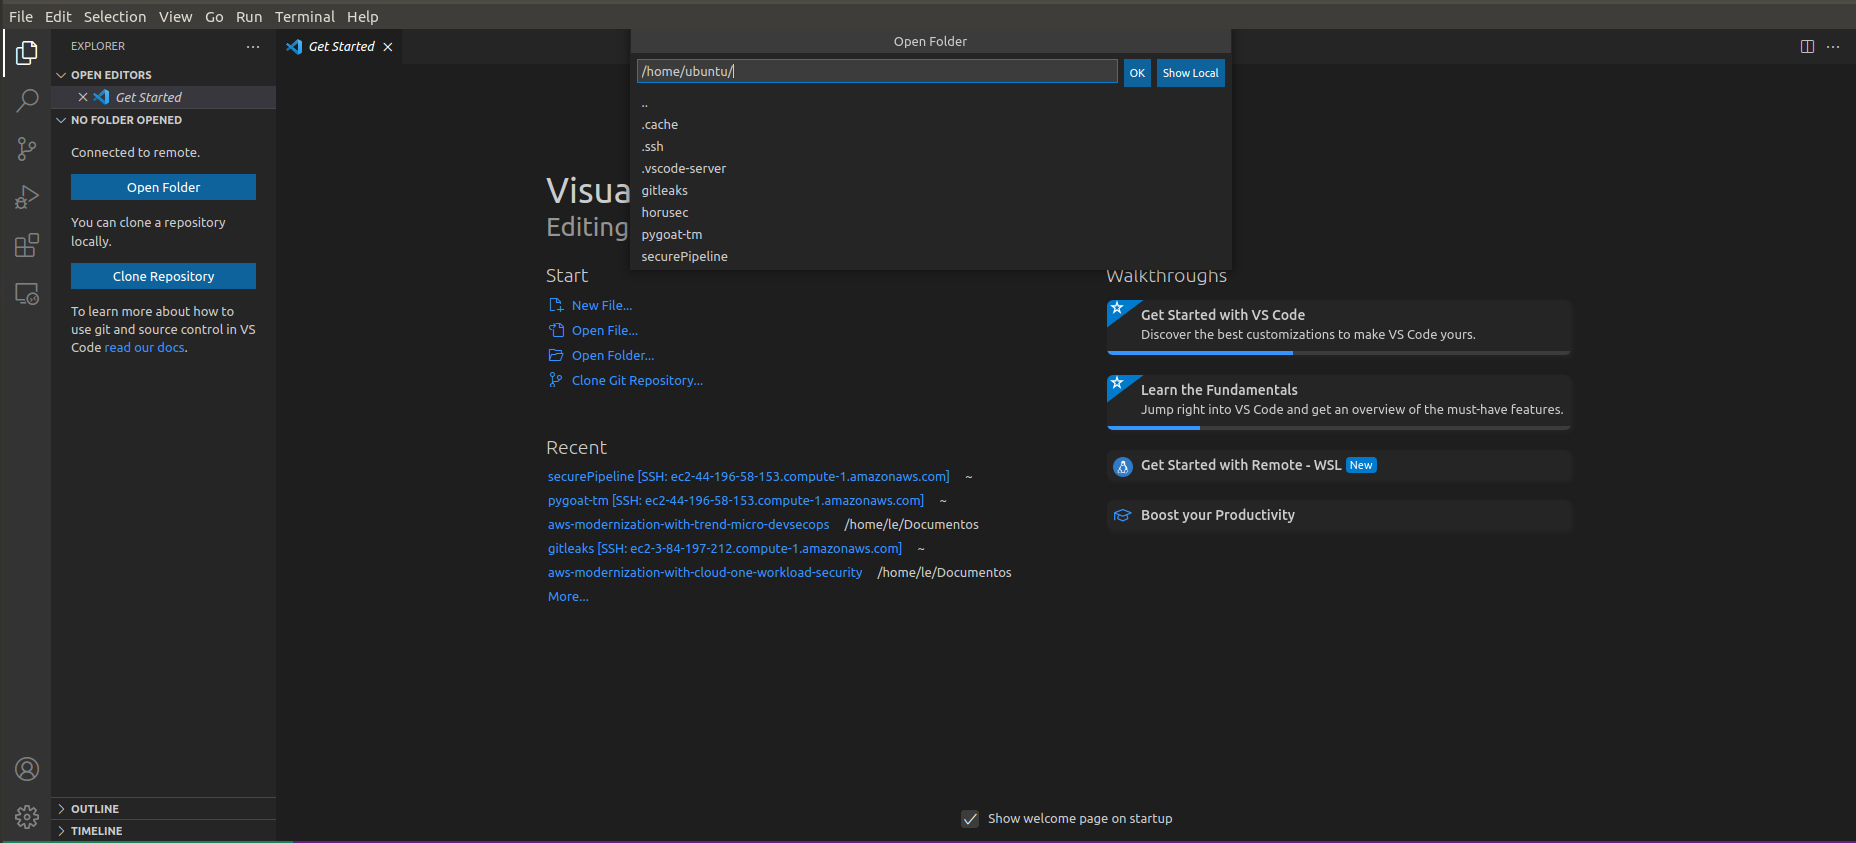 File Edit Selection View Go Run Terminal Help
EXPLORER
OPEN EDITORS
Get Started
NO FOLDER OPENED
Connected to remote.
Open Folder
You can clone a repository
locally.
Clone Repository
To learn more about how to
use git and source control in VS
Code read our docs.
OUTLINE
TIMELINE
Get Started
Open Folder
/home/ubuntu/
OK
Show Local
..
.cache
.ssh
.vscode-server
gitleaks
horusec
pygoat-tm
securePipeline
Visua
Editing
Start
New File...
Open File...
Open Folder...
Clone Git Repository...
Recent
securePipeline [SSH: ec2-44-196-58-153.compute-1.amazonaws.com] ~
pygoat-tm [SSH: ec2-44-196-58-153.compute-1.amazonaws.com] ~
aws-modernization-with-trend-micro-devsecops /home/le/Documentos
gitleaks [SSH: ec2-3-84-197-212.compute-1.amazonaws.com] ~
aws-modernization-with-cloud-one-workload-security /home/le/Documentos
More...
Walkthroughs
Get Started with VS Code
Discover the best customizations to make VS Code yours.
Learn the Fundamentals
Jump right into VS Code and get an overview of the must-have features.
Get Started with Remote - WSL New
Boost your Productivity
Show welcome page on startup